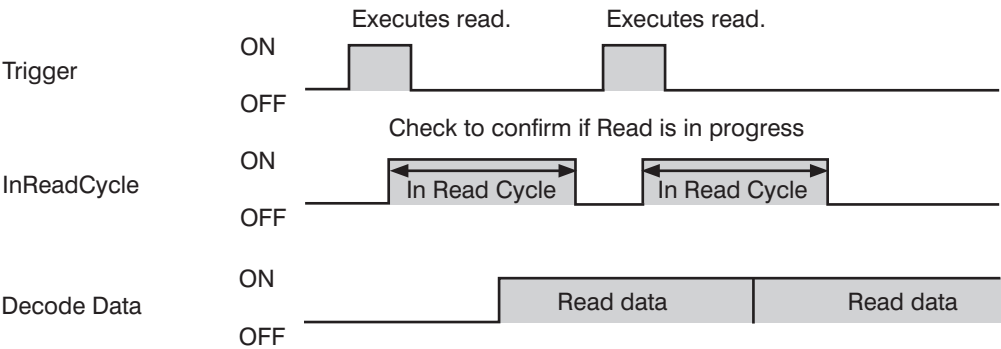 Executes read. Executes read.
ON
Trigger
OFF
Check to confirm if Read is in progress
ON
InReadCycle In Read Cycle In Read Cycle
OFF
ON
Decode Data Read data Read data
OFF